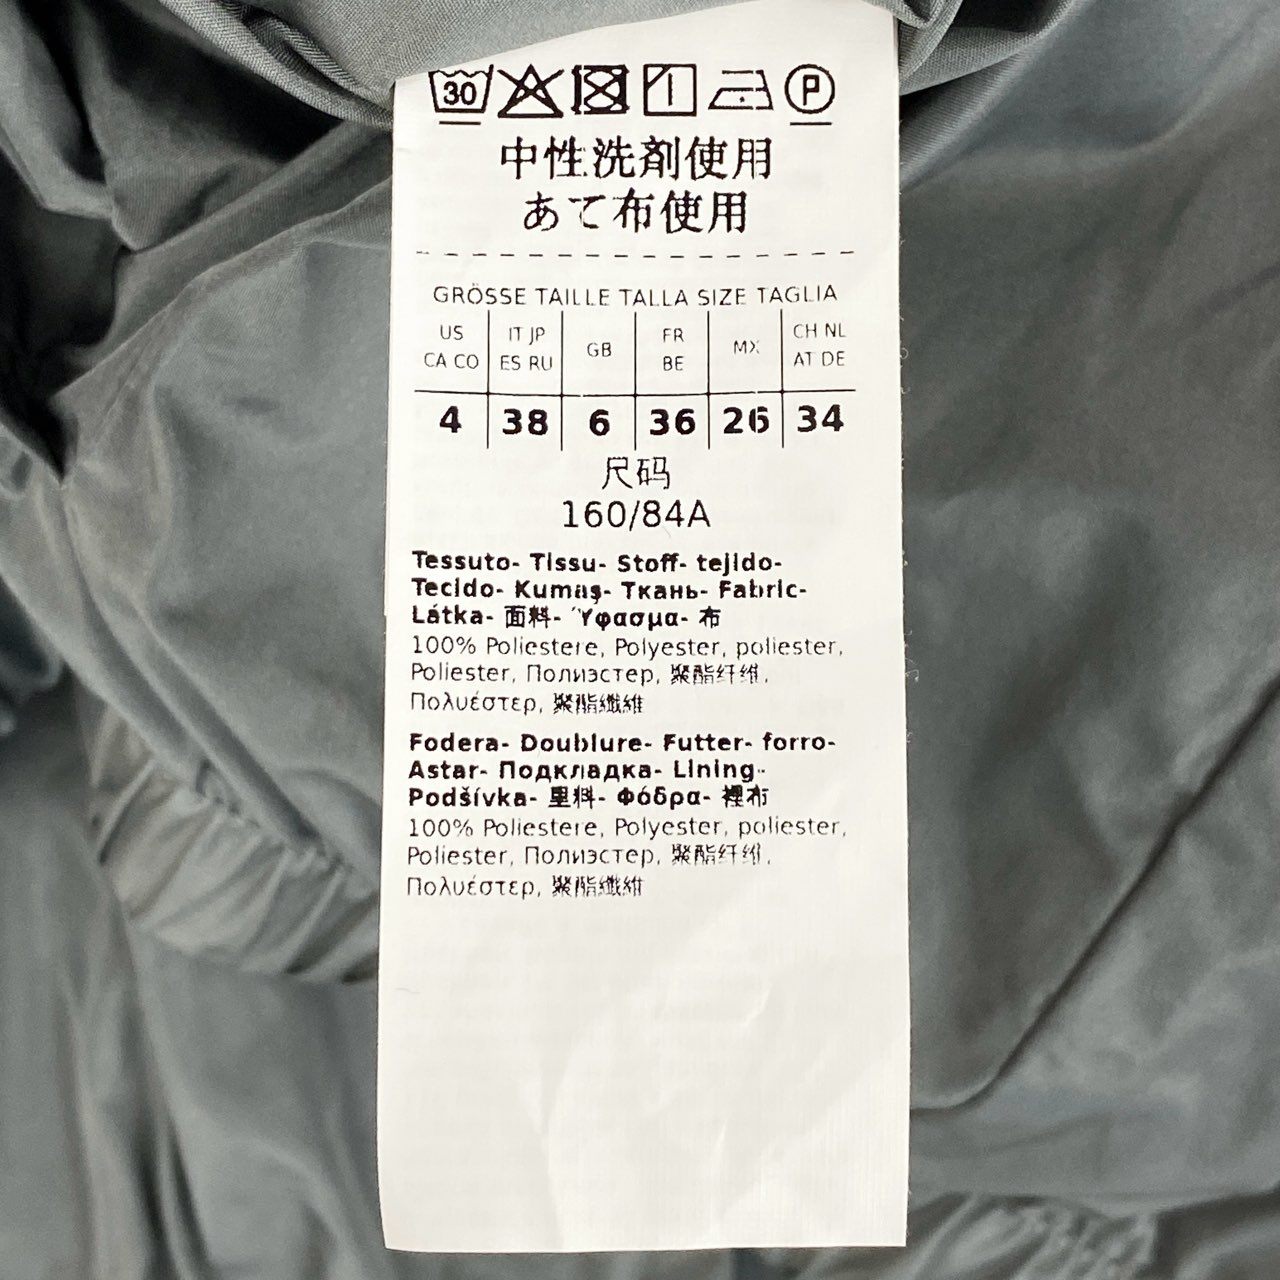 30 P
中性洗剤使用
あて布使用
GRÖSSE TAILLE TALLA SIZE TAGLIA
US CA CO IT JP ES RU GB FR BE MX CH NL AT DE
4 38 6 36 26 34
尺码
160/84A
Tessuto- Tissu- Stoff- tejido-
Tecido- Kumaş- Ткань- Fabric-
Látka- 面料- Ύφασμα- 布
100% Poliestere, Polyester, poliester,
Poliester, Полиэстер, 聚酯纤维,
Πολυέστερ, 聚酯纖維
Fodera- Doublure- Futter- forro-
Astar- Подкладка- Lining-
Podšívka- 里料- Φόδρα- 裡布
100% Poliestere, Polyester, poliester,
Poliester, Полиэстер, 聚酯纤维,
Πολυέστερ, 聚酯纖維